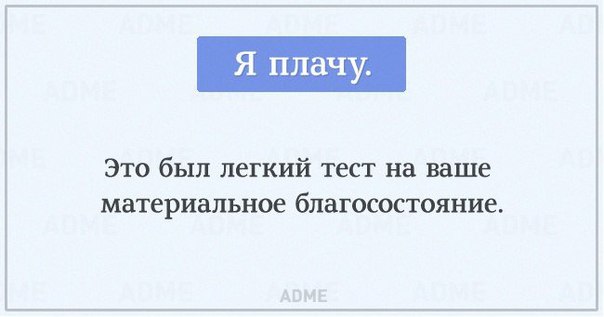 Я плачу.
Это был легкий тест на ваше
материальное благосостояние.
ADME